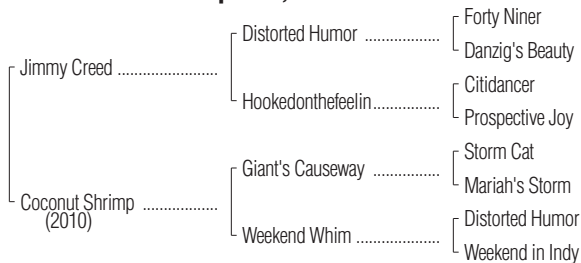 Forty Niner
Distorted Humor ..................
Danzig's Beauty
Jimmy Creed ........................
Citidancer
Hookedonthefeelin................
Prospective Joy
Storm Cat
Giant's Causeway ................
Mariah's Storm
Coconut Shrimp ..................
(2010)
Distorted Humor
Weekend Whim ....................
Weekend in Indy